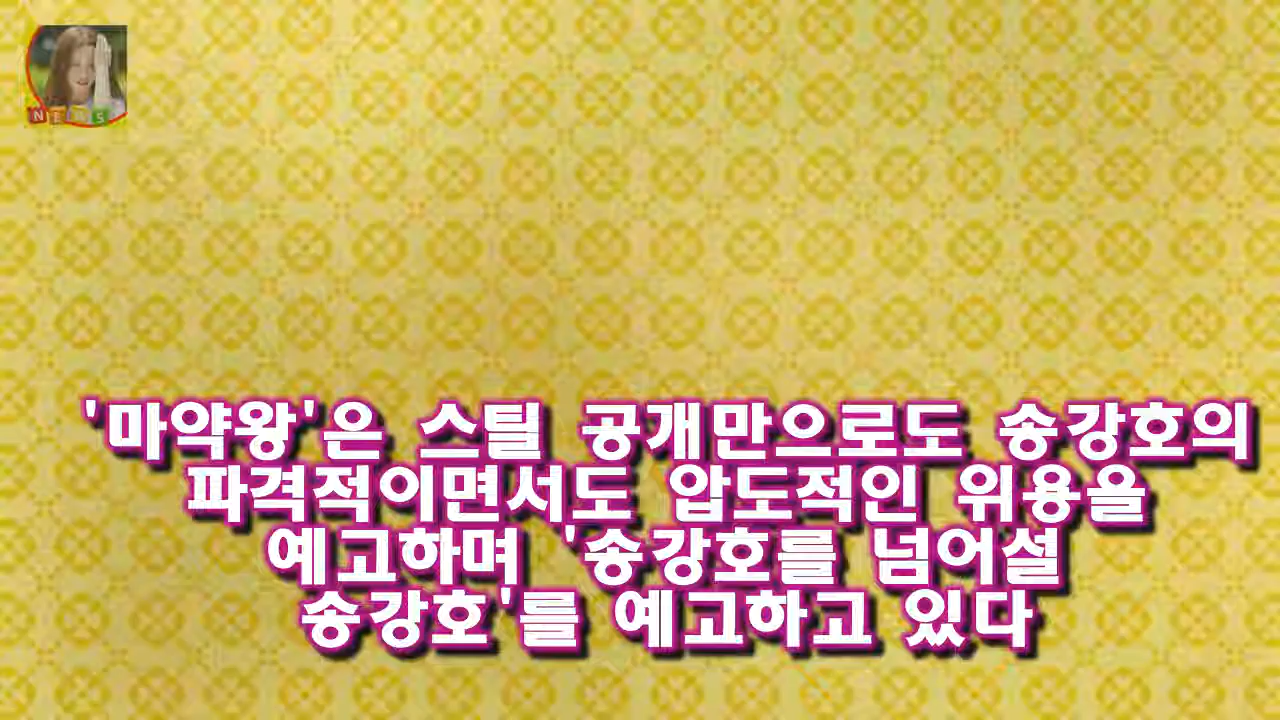 NEWS
'마약왕'은 스틸 공개만으로도 송강호의
파격적이면서도 압도적인 위용을
예고하며 '송강호를 넘어설
송강호'를 예고하고 있다